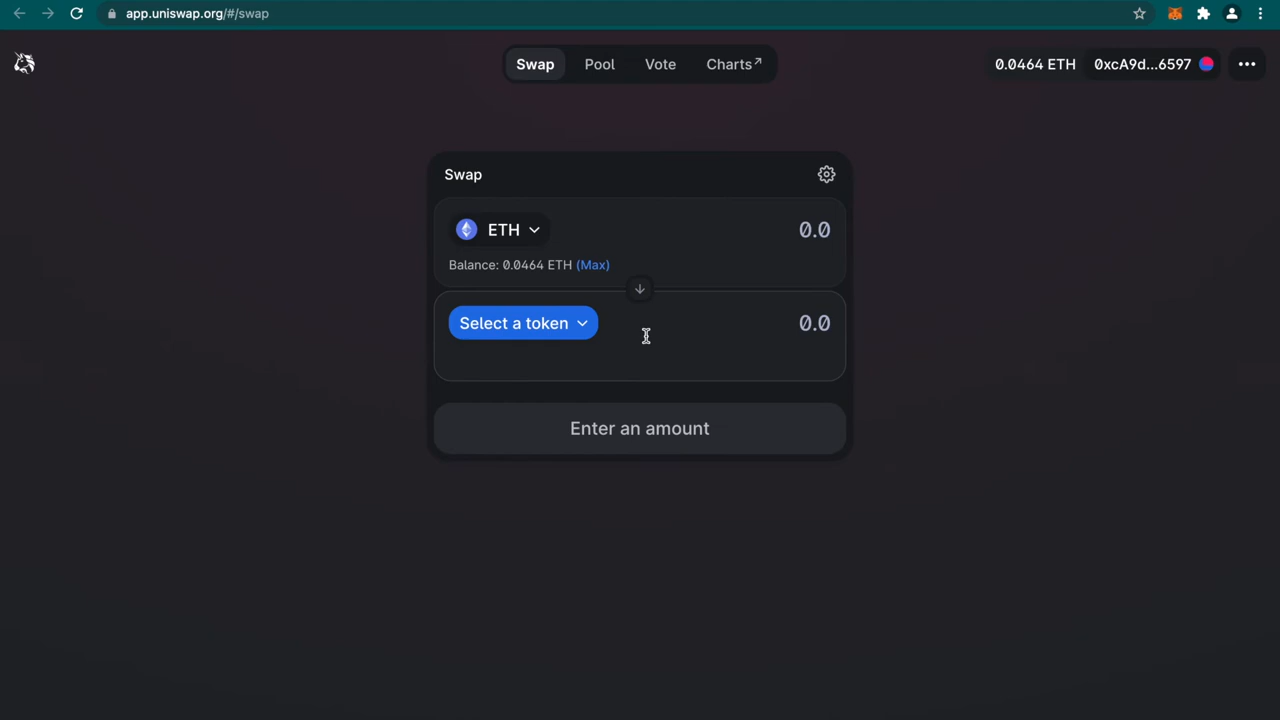 app.uniswap.org/#/swap
Swap Pool Vote Charts↗ 0.0464 ETH 0xcA9d...6597
Swap
ETH 0.0
Balance: 0.0464 ETH (Max)
Select a token 0.0
Enter an amount